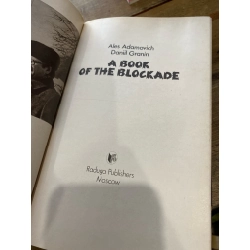 Ales Adamovich
Daniil Granin
A BOOK
OF THE BLOCKADE
Raduga Publishers
Moscow